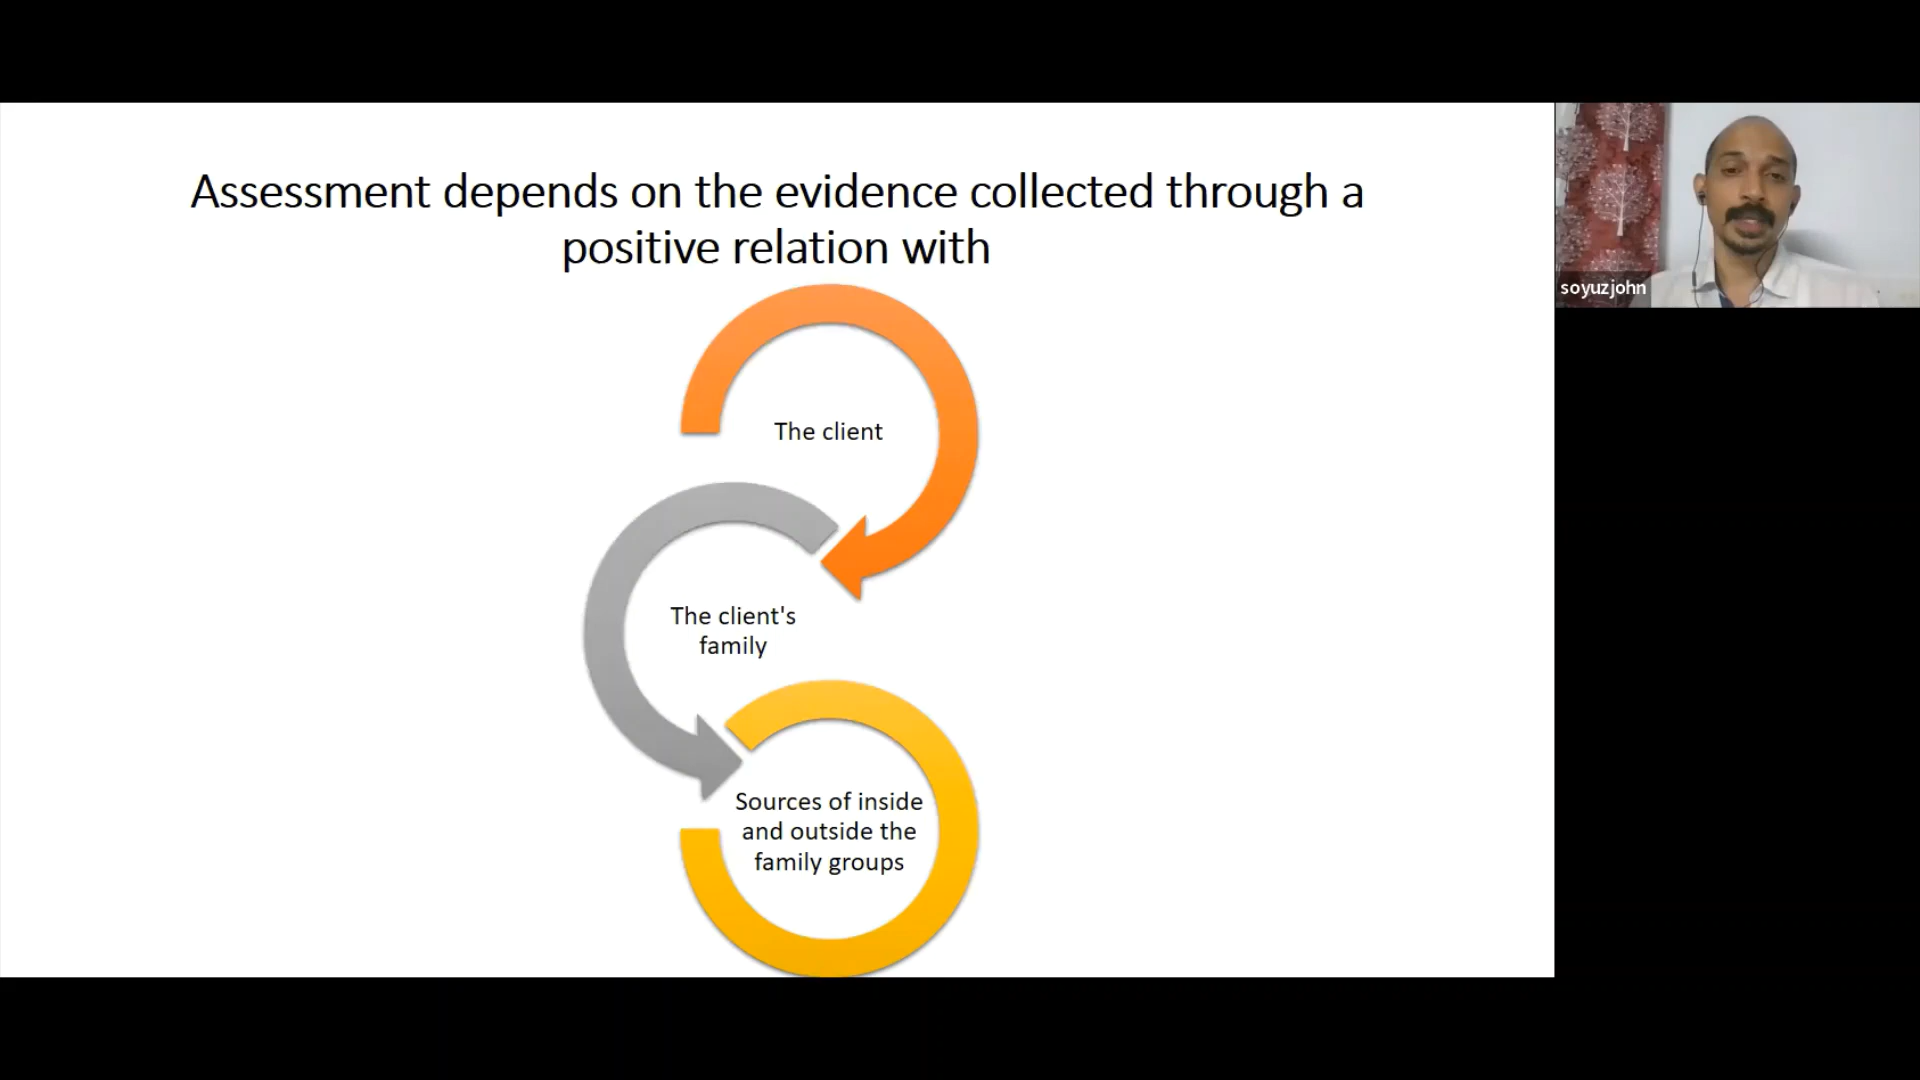 Assessment depends on the evidence collected through a
positive relation with
soyuzjohn
The client
The client's
family
Sources of inside
and outside the
family groups